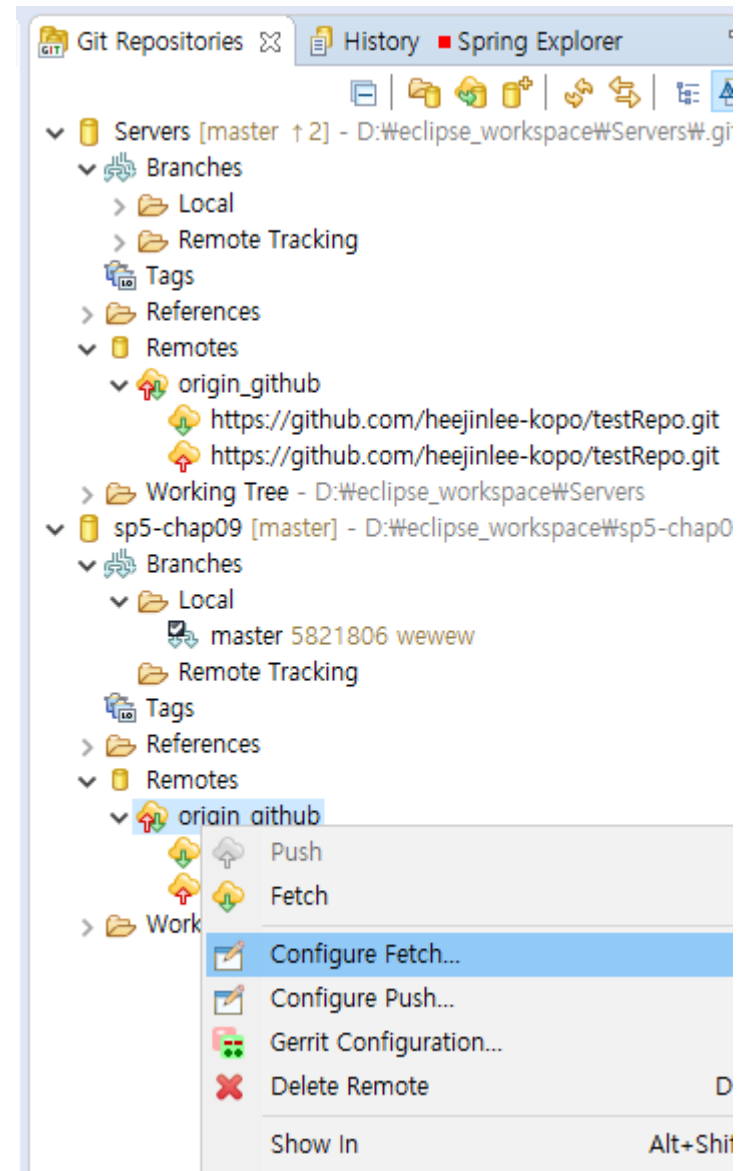 Git Repositories History Spring Explorer
Servers [master ↑2] - D:₩eclipse_workspace₩Servers₩.git
Branches
Local
Remote Tracking
Tags
References
Remotes
origin_github
https://github.com/heejinlee-kopo/testRepo.git
https://github.com/heejinlee-kopo/testRepo.git
Working Tree - D:₩eclipse_workspace₩Servers
sp5-chap09 [master] - D:₩eclipse_workspace₩sp5-chap0
Branches
Local
master 5821806 wewew
Remote Tracking
Tags
References
Remotes
origin_github
Push
Fetch
Work
Configure Fetch...
Configure Push...
Gerrit Configuration...
Delete Remote D
Show In Alt+Shif